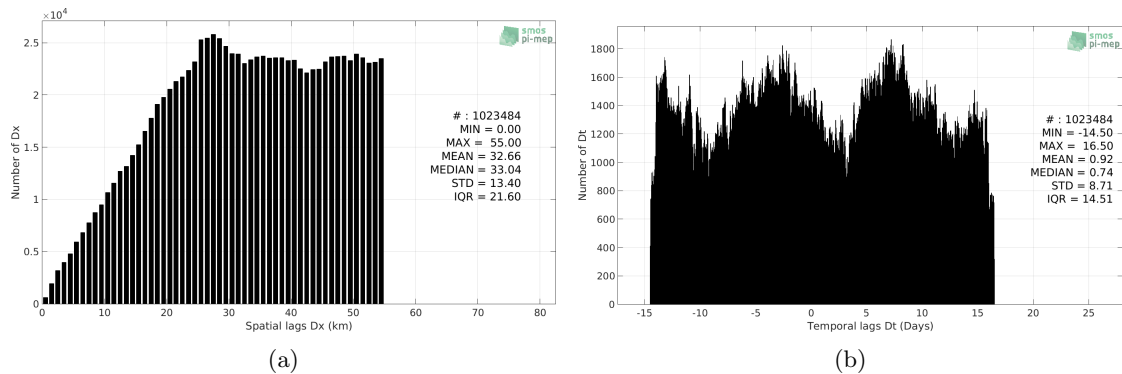 ×10⁴
2.5
2
1.5
1
0.5
0
Number of Dx
0 10 20 30 40 50 60 70 80
Spatial lags Dx (km)
smos
pi-mep
# : 1023484
MIN = 0.00
MAX = 55.00
MEAN = 32.66
MEDIAN = 33.04
STD = 13.40
IQR = 21.60
(a)
1800
1600
1400
1200
1000
800
600
400
200
0
Number of Dt
-15 -10 -5 0 5 10 15 20 25
Temporal lags Dt (Days)
smos
pi-mep
# : 1023484
MIN = -14.50
MAX = 16.50
MEAN = 0.92
MEDIAN = 0.74
STD = 8.71
IQR = 14.51
(b)